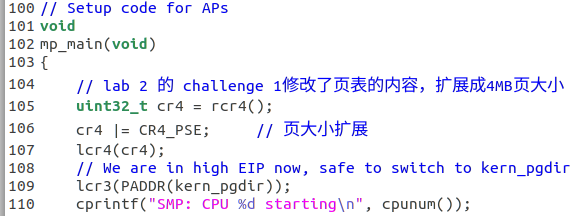 100 // Setup code for APs
101 void
102 mp_main(void)
103 {
104 // lab 2 的 challenge 1修改了页表的内容，扩展成4MB页大小
105 uint32_t cr4 = rcr4();
106 cr4 |= CR4_PSE; // 页大小扩展
107 lcr4(cr4);
108 // We are in high EIP now, safe to switch to kern_pgdir
109 lcr3(PADDR(kern_pgdir));
110 cprintf("SMP: CPU %d starting\n", cpunum());